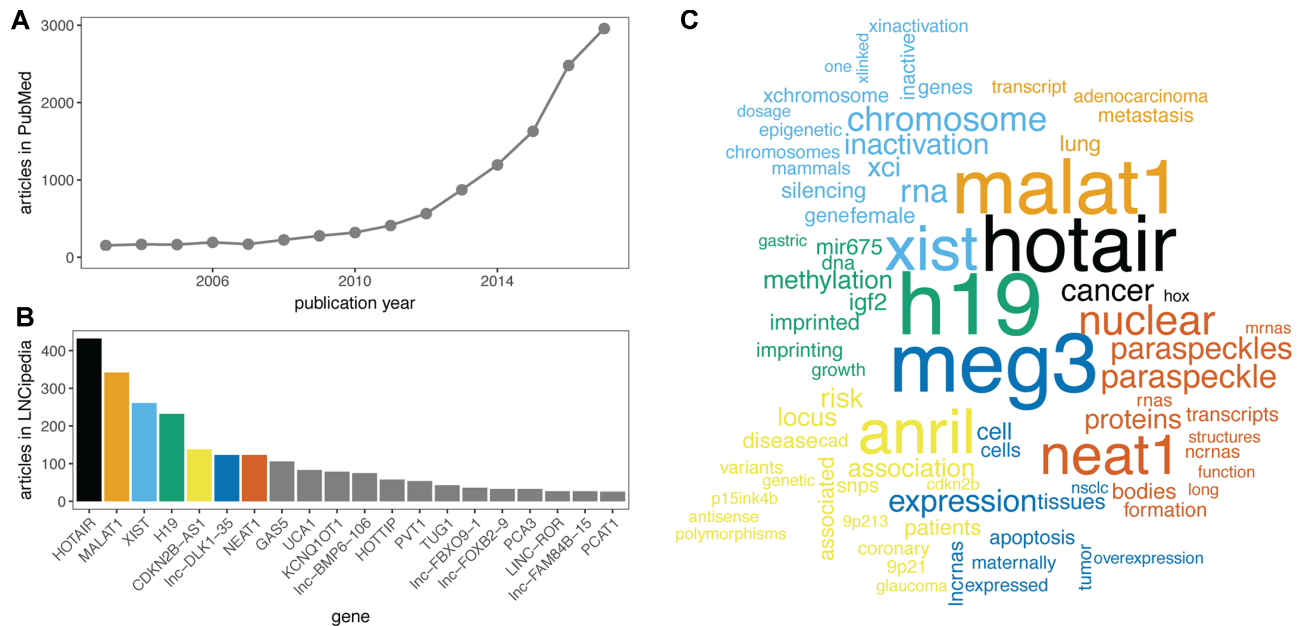 A
3000
2000
1000
0
articles in PubMed
2006
2010
2014
publication year
B
400
300
200
100
0
articles in LNCipedia
HOTAIR
MALAT1
XIST
H19
CDKN2B-AS1
lnc-DLK1-35
NEAT1
GAS5
UCA1
KCNQ1OT1
lnc-BMP6-106
HOTTIP
PVT1
TUG1
lnc-FBXO9-1
lnc-FOXB2-9
PCA3
LINC-ROR
lnc-FAM84B-15
PCAT1
gene
C
xinactivation
one
xlinked
inactive
genes
transcript
xchromosome
adenocarcinoma
dosage
metastasis
epigenetic
chromosome
chromosomes
inactivation
lung
mammals
xci
silencing
rna
malat1
gene
female
gastric
mir675
xist
hotair
dna
methylation
h19
cancer
hox
igf2
imprinted
nuclear
mrnas
imprinting
growth
meg3
paraspeckles
paraspeckle
risk
rnas
locus
anril
cell
proteins
transcripts
disease
cad
cells
neat1
structures
ncrnas
variants
association
function
genetic
snps
cdkn2b
p15ink4b
associated
expression
tissues
nsclc
bodies
long
antisense
9p213
patients
formation
polymorphisms
coronary
apoptosis
9p21
lncrnas
maternally
tumor
overexpression
glaucoma
expressed